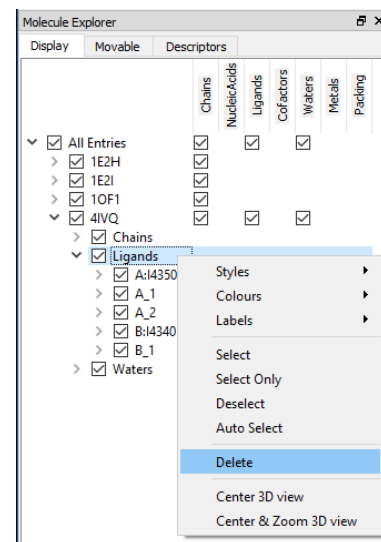 Molecule Explorer
Display Movable Descriptors
Chains NucleicAcids Ligands Cofactors Waters Metals Packing
All Entries
1E2H
1E2I
1OF1
4IVQ
Chains
Ligands
A:I4350
A_1
A_2
B:I4340
B_1
Waters
Styles
Colours
Labels
Select
Select Only
Deselect
Auto Select
Delete
Center 3D view
Center & Zoom 3D view